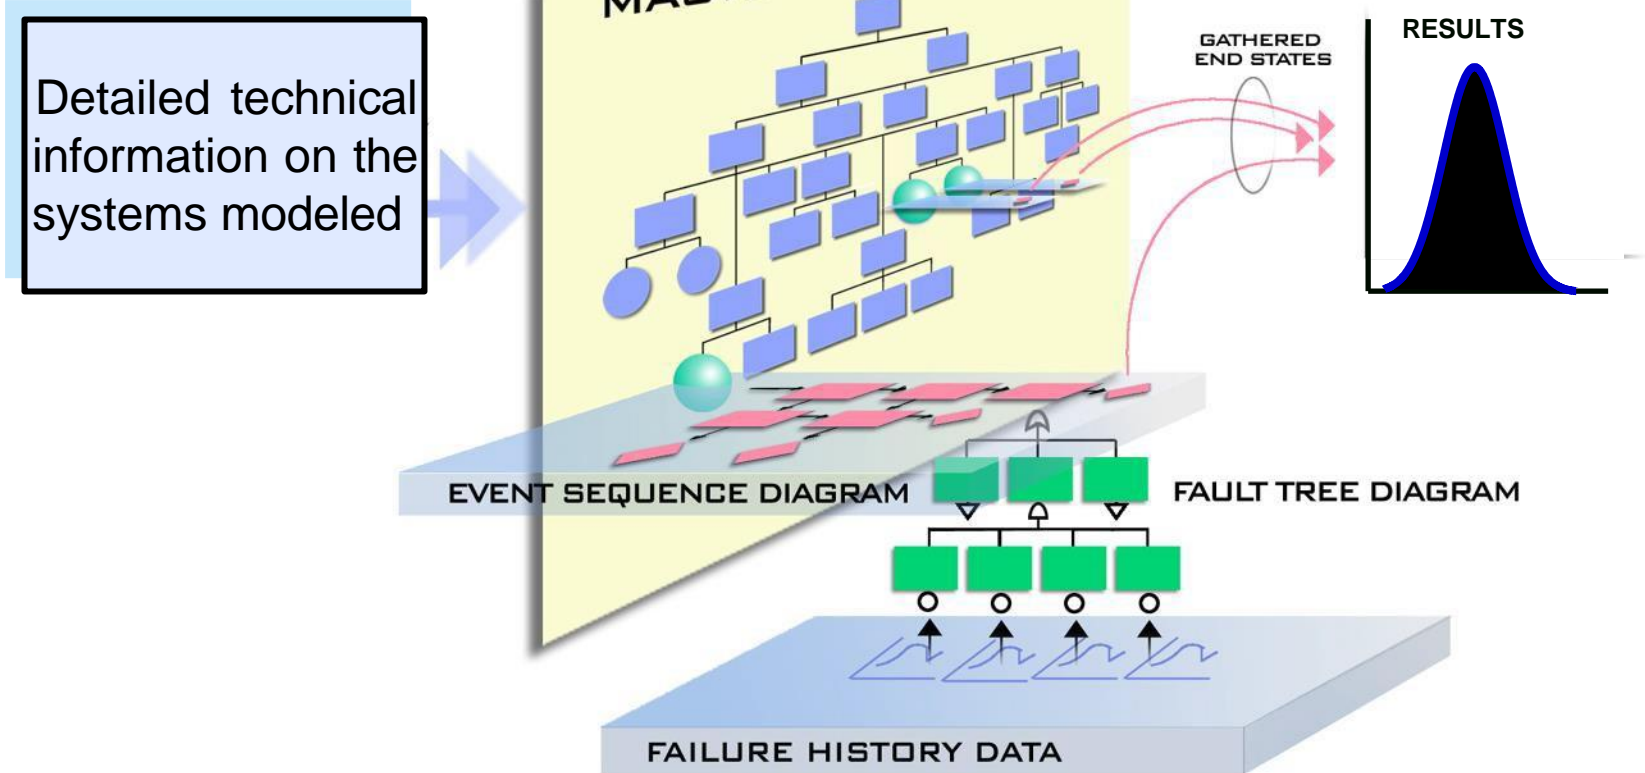 RESULTS
GATHERED
END STATES
Detailed technical
information on the
systems modeled
EVENT SEQUENCE DIAGRAM
FAULT TREE DIAGRAM
FAILURE HISTORY DATA